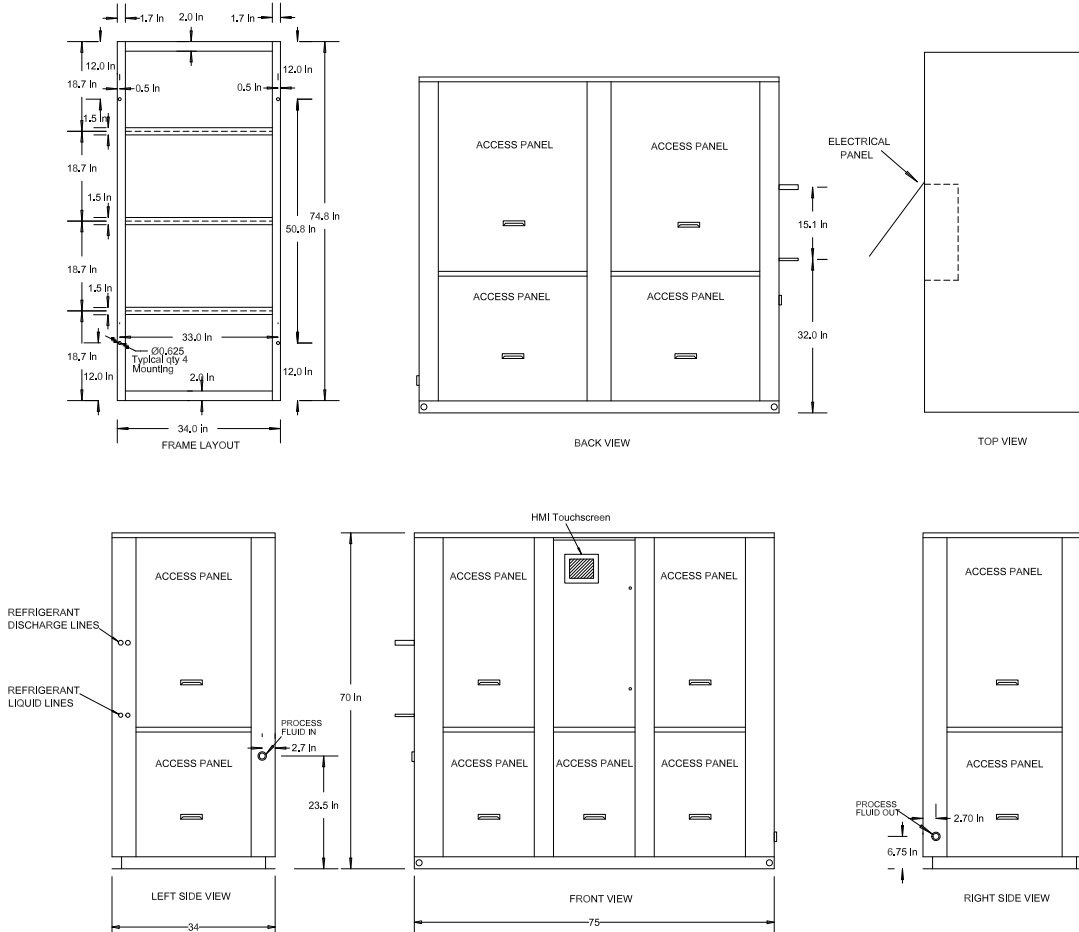 1.7 In
2.0 In
1.7 In
12.0 In
12.0 In
18.7 In
0.5 In
0.5 In
1.5 In
18.7 In
1.5 In
74.8 In
50.8 In
18.7 In
1.5 In
33.0 In
Ø0.625
Typical qty 4
Mounting
18.7 In
12.0 In
2.0 In
12.0 In
34.0 in
FRAME LAYOUT
ACCESS PANEL
ACCESS PANEL
15.1 In
ACCESS PANEL
ACCESS PANEL
32.0 In
BACK VIEW
ELECTRICAL
PANEL
TOP VIEW
REFRIGERANT
DISCHARGE LINES
REFRIGERANT
LIQUID LINES
ACCESS PANEL
PROCESS
FLUID IN
2.7 In
ACCESS PANEL
23.5 In
LEFT SIDE VIEW
34
HMI Touchscreen
ACCESS PANEL
ACCESS PANEL
70 In
ACCESS PANEL
ACCESS PANEL
ACCESS PANEL
FRONT VIEW
75
ACCESS PANEL
ACCESS PANEL
PROCESS
FLUID OUT
2.70 In
6.75 In
RIGHT SIDE VIEW